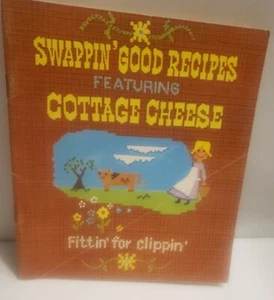 SWAPPIN' GOOD RECIPES
FEATURING
COTTAGE CHEESE
Fittin' for clippin'